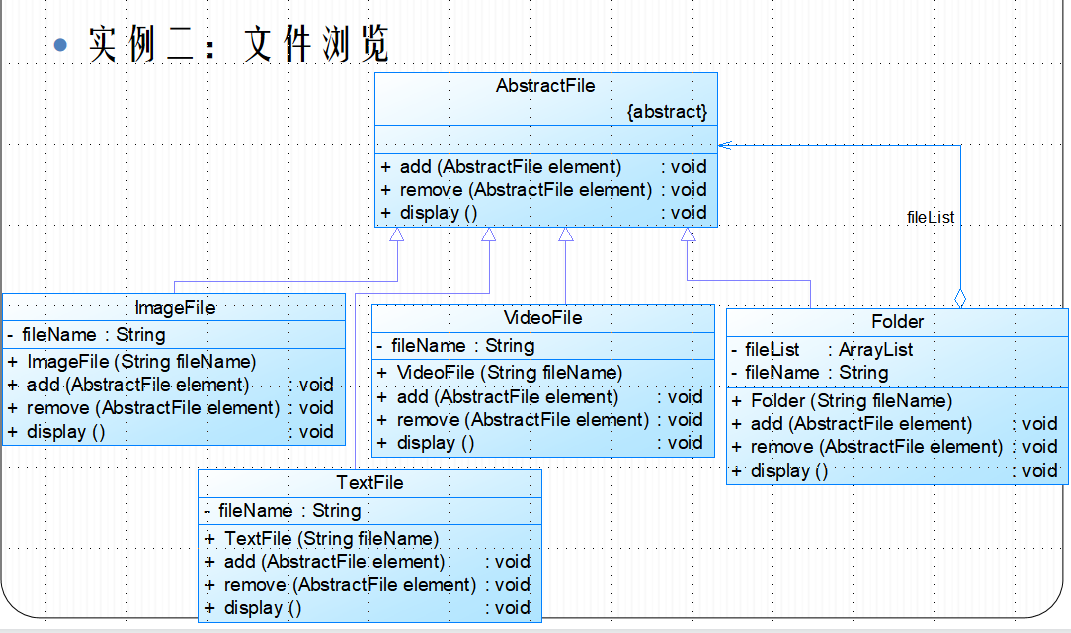 • 实例二：文件浏览
AbstractFile
{abstract}
+ add (AbstractFile element) : void
+ remove (AbstractFile element) : void
+ display () : void
fileList
ImageFile
- fileName : String
+ ImageFile (String fileName)
+ add (AbstractFile element) : void
+ remove (AbstractFile element) : void
+ display () : void
VideoFile
- fileName : String
+ VideoFile (String fileName)
+ add (AbstractFile element) : void
+ remove (AbstractFile element) : void
+ display () : void
Folder
- fileList : ArrayList
- fileName : String
+ Folder (String fileName)
+ add (AbstractFile element) : void
+ remove (AbstractFile element) : void
+ display () : void
TextFile
- fileName : String
+ TextFile (String fileName)
+ add (AbstractFile element) : void
+ remove (AbstractFile element) : void
+ display () : void